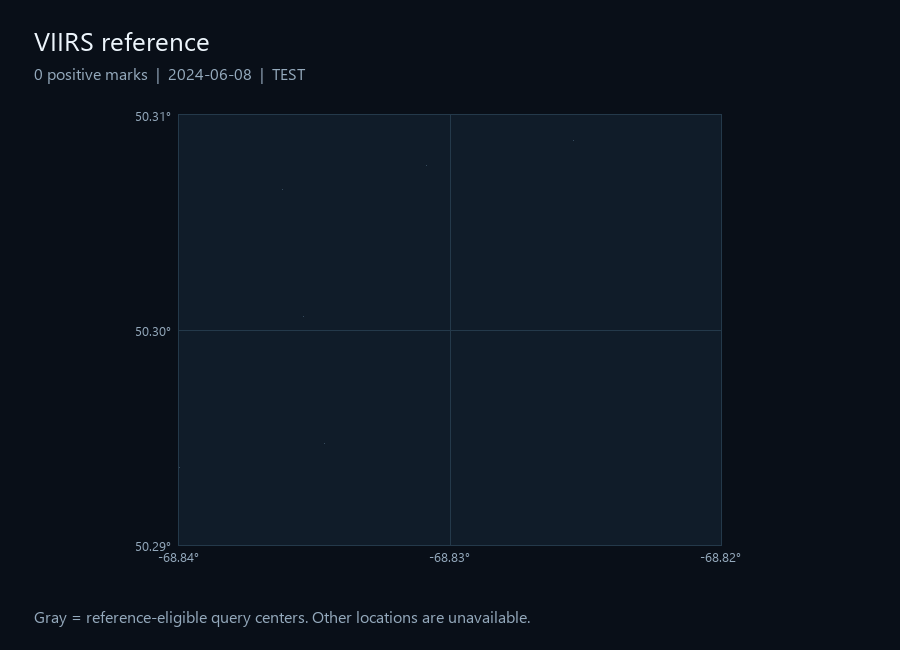 VIIRS reference
0 positive marks | 2024-06-08 | TEST
50.31°
50.30°
50.29°
-68.84° -68.83° -68.82°
Gray = reference-eligible query centers. Other locations are unavailable.